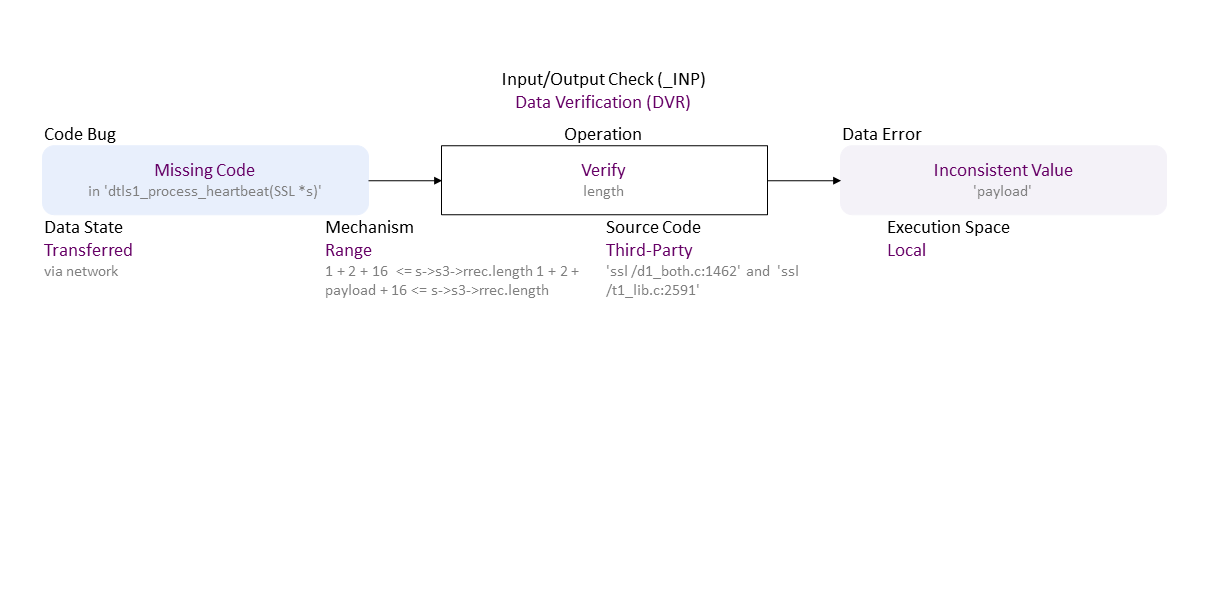 Input/Output Check (_INP)
Data Verification (DVR)
Code Bug
Operation
Data Error
Missing Code
in 'dtls1_process_heartbeat(SSL *s)'
Verify
length
Inconsistent Value
'payload'
Data State
Transferred
via network
Mechanism
Range
1 + 2 + 16 <= s->s3->rrec.length 1 + 2 +
payload + 16 <= s->s3->rrec.length
Source Code
Third-Party
'ssl /d1_both.c:1462' and 'ssl
/t1_lib.c:2591'
Execution Space
Local